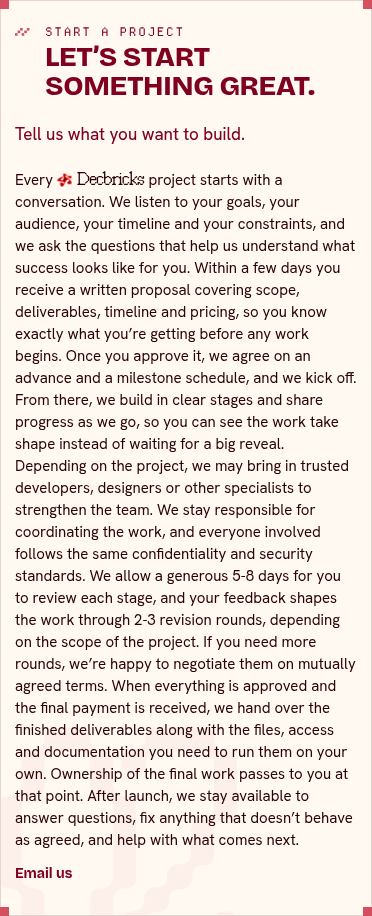 START A PROJECT
LET’S START
SOMETHING GREAT.
Tell us what you want to build.
Every Decbricks project starts with a
conversation. We listen to your goals, your
audience, your timeline and your constraints, and
we ask the questions that help us understand what
success looks like for you. Within a few days you
receive a written proposal covering scope,
deliverables, timeline and pricing, so you know
exactly what you’re getting before any work
begins. Once you approve it, we agree on an
advance and a milestone schedule, and we kick off.
From there, we build in clear stages and share
progress as we go, so you can see the work take
shape instead of waiting for a big reveal.
Depending on the project, we may bring in trusted
developers, designers or other specialists to
strengthen the team. We stay responsible for
coordinating the work, and everyone involved
follows the same confidentiality and security
standards. We allow a generous 5-8 days for you
to review each stage, and your feedback shapes
the work through 2-3 revision rounds, depending
on the scope of the project. If you need more
rounds, we’re happy to negotiate them on mutually
agreed terms. When everything is approved and
the final payment is received, we hand over the
finished deliverables along with the files, access
and documentation you need to run them on your
own. Ownership of the final work passes to you at
that point. After launch, we stay available to
answer questions, fix anything that doesn’t behave
as agreed, and help with what comes next.
Email us